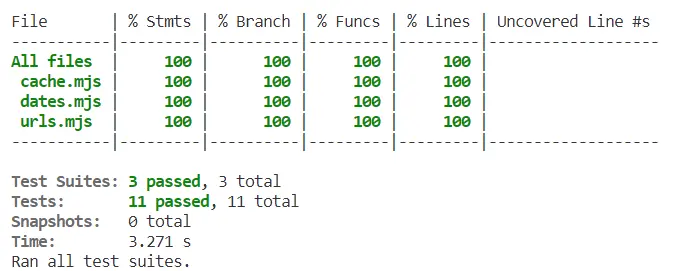 File       | % Stmts | % Branch | % Funcs | % Lines | Uncovered Line #s
-----------|---------|----------|---------|---------|-------------------
All files  |     100 |      100 |     100 |     100 |
 cache.mjs |     100 |      100 |     100 |     100 |
 dates.mjs |     100 |      100 |     100 |     100 |
 urls.mjs  |     100 |      100 |     100 |     100 |
-----------|---------|----------|---------|---------|-------------------
Test Suites: 3 passed, 3 total
Tests:       11 passed, 11 total
Snapshots:   0 total
Time:        3.271 s
Ran all test suites.